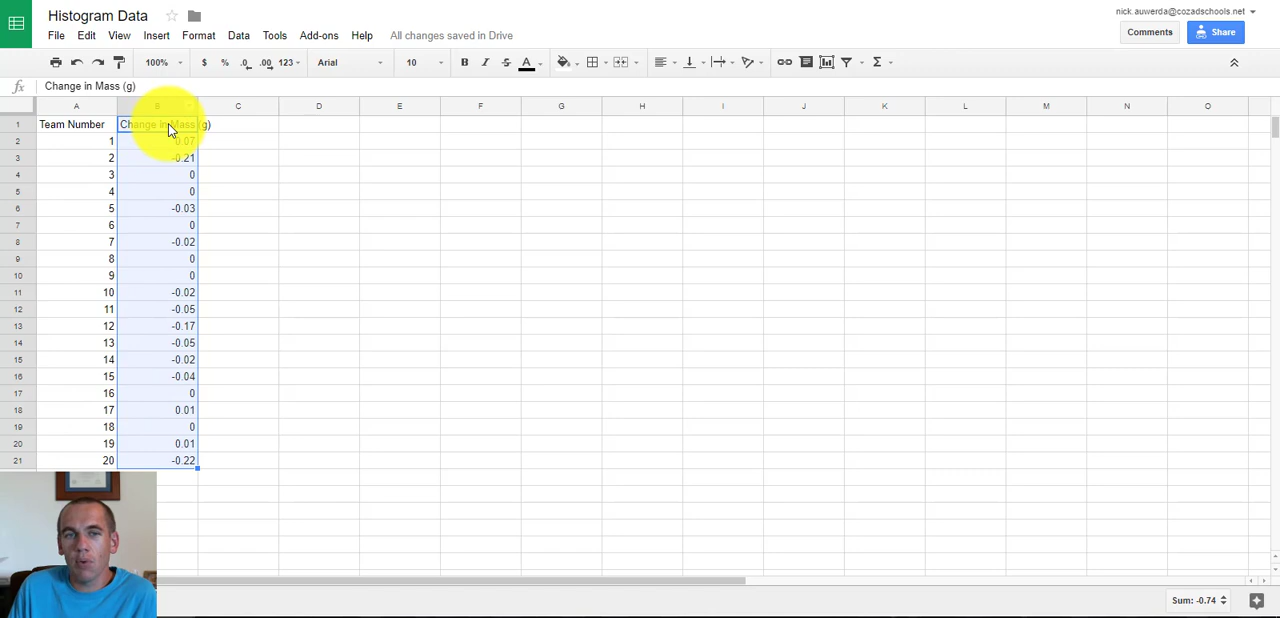 Histogram Data
nick.auwerda@cozadschools.net
File Edit View Insert Format Data Tools Add-ons Help All changes saved in Drive
Comments Share
100% $ % .0 .00 123 Arial 10 B I S A Σ
fx Change in Mass (g)
A B C D E F G H I J K L M N O
1 Team Number Change in Mass (g)
2 1 0.07
3 2 -0.21
4 3 0
5 4 0
6 5 -0.03
7 6 0
8 7 -0.02
9 8 0
10 9 0
11 10 -0.02
12 11 -0.05
13 12 -0.17
14 13 -0.05
15 14 -0.02
16 15 -0.04
17 16 0
18 17 0.01
19 18 0
20 19 0.01
21 20 -0.22
Sum: -0.74